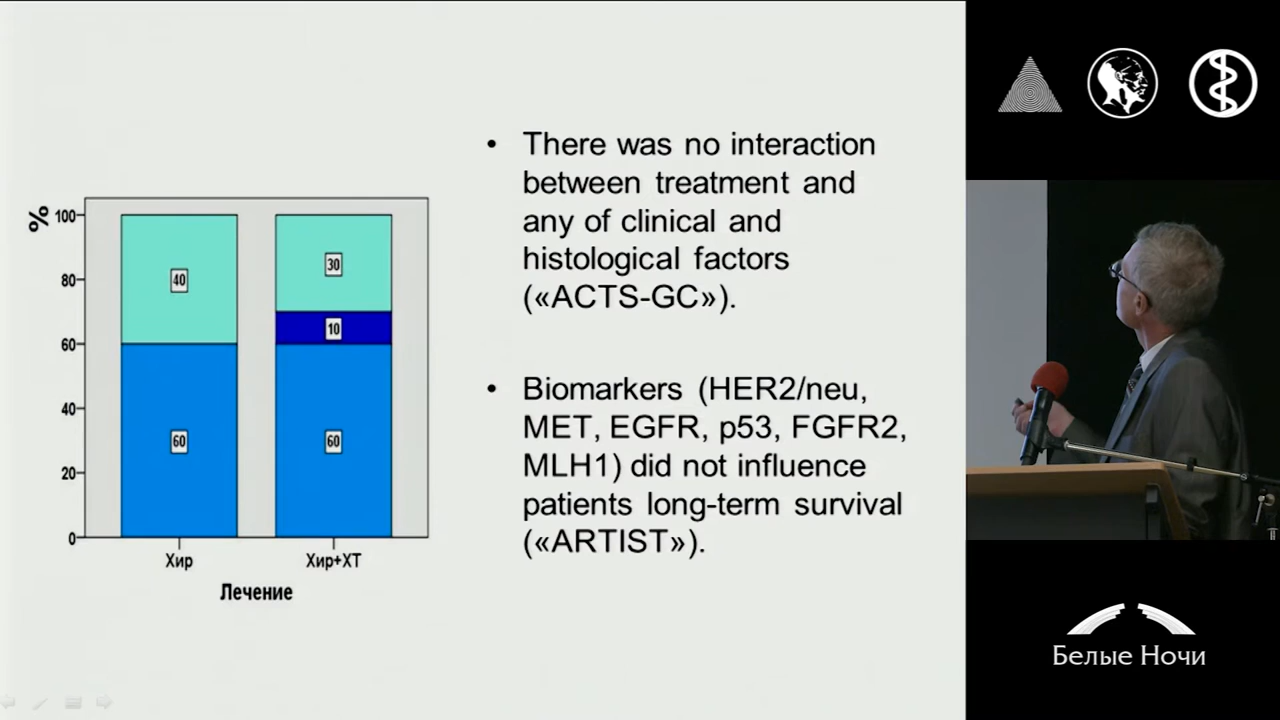 • There was no interaction
between treatment and
any of clinical and
histological factors
(«ACTS-GC»).
• Biomarkers (HER2/neu,
MET, EGFR, p53, FGFR2,
MLH1) did not influence
patients long-term survival
(«ARTIST»).
%
100
80
60
40
20
0
40
60
30
10
60
Хир
Хир+ХТ
Лечение
Белые Ночи